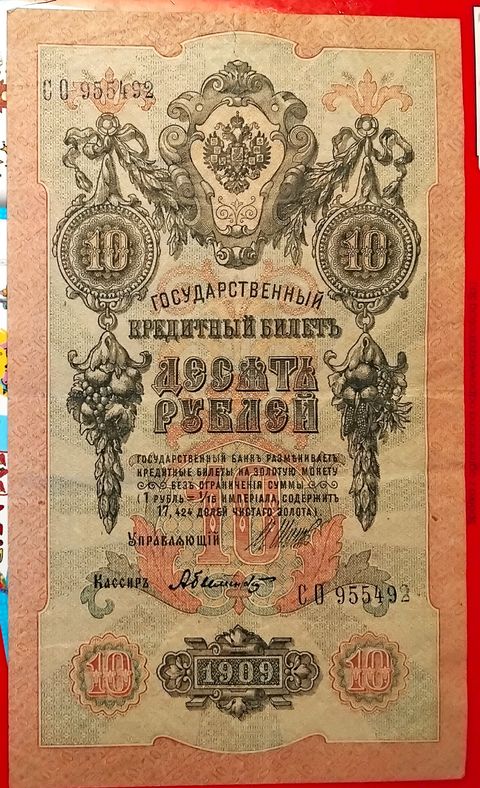 СО 955492
10 10
ГОСУДАРСТВЕННЫЙ
КРЕДИТНЫЙ БИЛЕТЪ
ДЕСЯТЬ
РУБЛЕЙ
ГОСУДАРСТВЕННЫЙ БАНКЪ РАЗМѢНИВАЕТЪ
КРЕДИТНЫЕ БИЛЕТЫ НА ЗОЛОТУЮ МОНЕТУ
БЕЗЪ ОГРАНИЧЕНІЯ СУММЫ
(1 РУБЛЬ = 1/15 ИМПЕРІАЛА, СОДЕРЖИТЪ
17,424 ДОЛЕЙ ЧИСТАГО ЗОЛОТА).
10
УПРАВЛЯЮЩІЙ
КАССИРЪ
СО 955492
10 1909 10